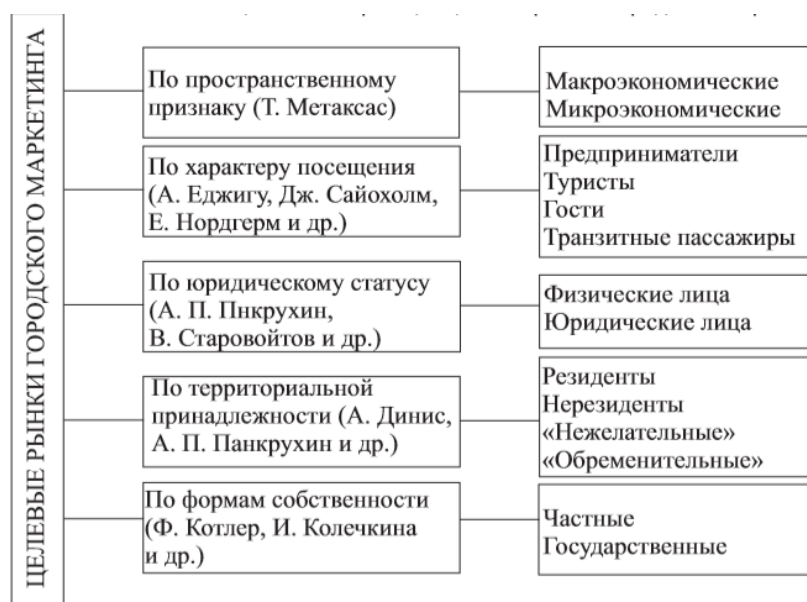 ЦЕЛЕВЫЕ РЫНКИ ГОРОДСКОГО МАРКЕТИНГА
По пространственному
признаку (Т. Метаксас)
Макроэкономические
Микроэкономические
По характеру посещения
(А. Еджигу, Дж. Сайохолм,
Е. Нордгерм и др.)
Предприниматели
Туристы
Гости
Транзитные пассажиры
По юридическому статусу
(А. П. Пнкрухин,
В. Старовойтов и др.)
Физические лица
Юридические лица
По территориальной
принадлежности (А. Динис,
А. П. Панкрухин и др.)
Резиденты
Нерезиденты
«Нежелательные»
«Обременительные»
По формам собственности
(Ф. Котлер, И. Колечкина
и др.)
Частные
Государственные